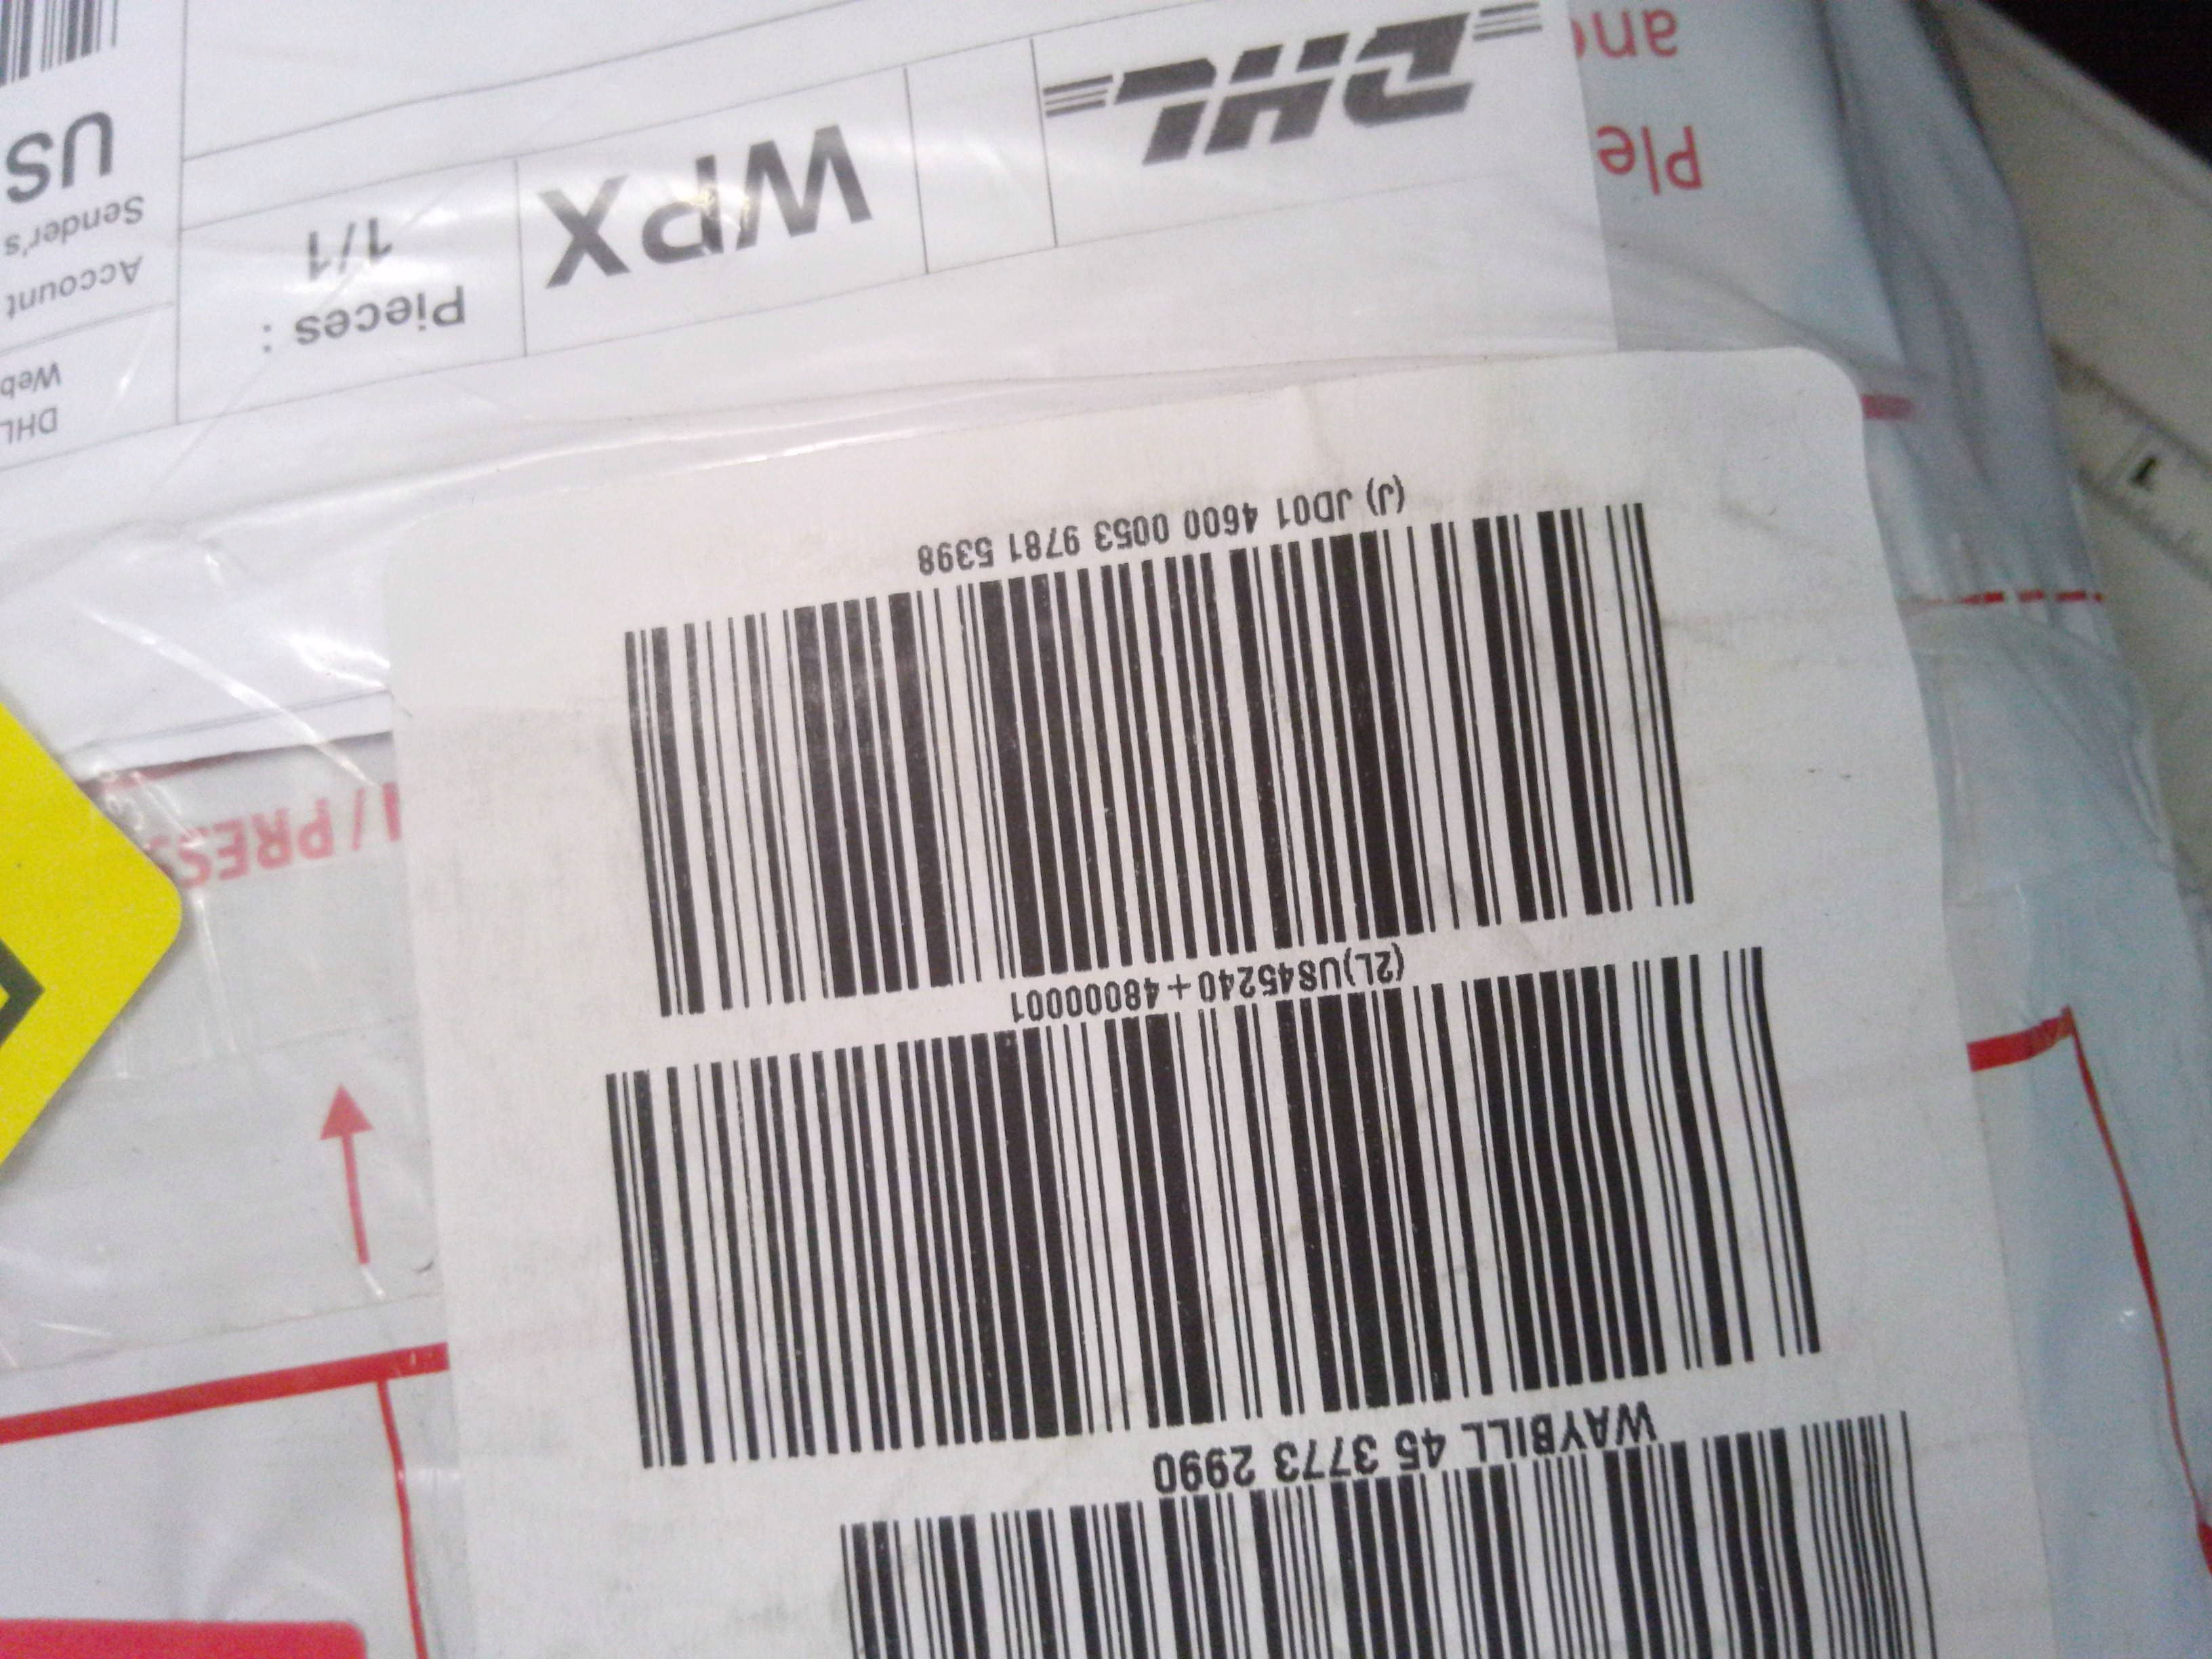 WAYBILL 45 3773 2990
(2L)US45240+48000001
(J) JD01 4600 0053 9781 5398
DHL
Web
Account
Sender's
US
Pieces :
1/1
WPX
DHL
Ple
/ PRES